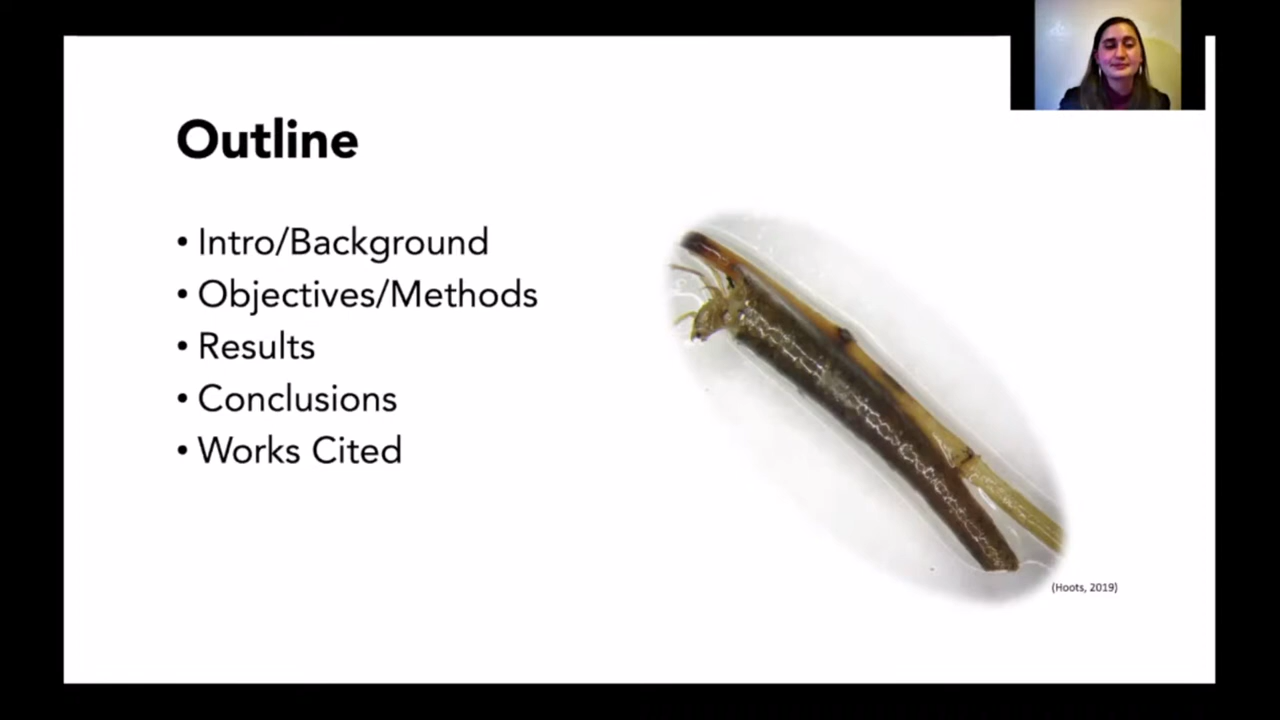 Outline
• Intro/Background
• Objectives/Methods
• Results
• Conclusions
• Works Cited
(Hoots, 2019)